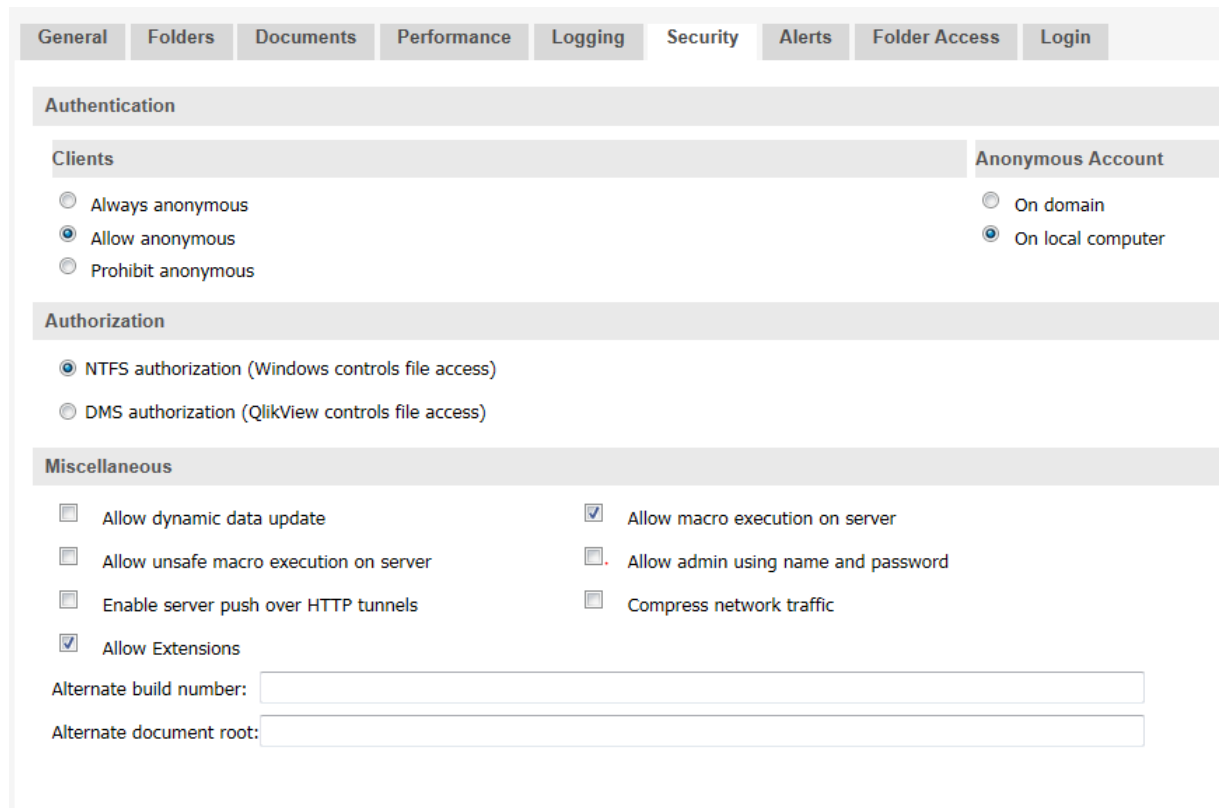 General Folders Documents Performance Logging Security Alerts Folder Access Login
Authentication
Clients Anonymous Account
Always anonymous On domain
Allow anonymous On local computer
Prohibit anonymous
Authorization
NTFS authorization (Windows controls file access)
DMS authorization (QlikView controls file access)
Miscellaneous
Allow dynamic data update Allow macro execution on server
Allow unsafe macro execution on server Allow admin using name and password
Enable server push over HTTP tunnels Compress network traffic
Allow Extensions
Alternate build number:
Alternate document root: